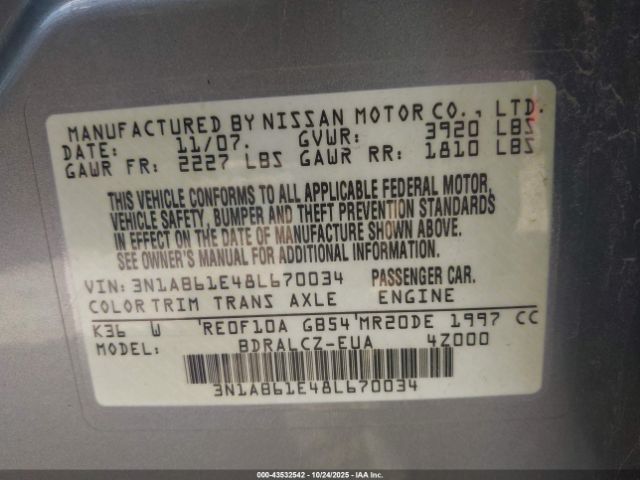 MANUFACTURED BY NISSAN MOTOR CO., LTD.
DATE: 11/07. GVWR: 3920 LBS
GAWR FR: 2227 LBS GAWR RR: 1810 LBS
THIS VEHICLE CONFORMS TO ALL APPLICABLE FEDERAL MOTOR
VEHICLE SAFETY, BUMPER AND THEFT PREVENTION STANDARDS
IN EFFECT ON THE DATE OF MANUFACTURE SHOWN ABOVE.
SEE OWNER'S MANUAL FOR ADDITIONAL INFORMATION.
VIN: 3N1AB61E48L670034 PASSENGER CAR.
COLOR TRIM TRANS AXLE ENGINE
K36 W 'RE0F10A GB54'MR20DE 1997 CC
MODEL: BDRALCZ-EUA 4Z000
3N1AB61E48L670034
000-43532542 | 10/24/2025 | IAA, Inc.